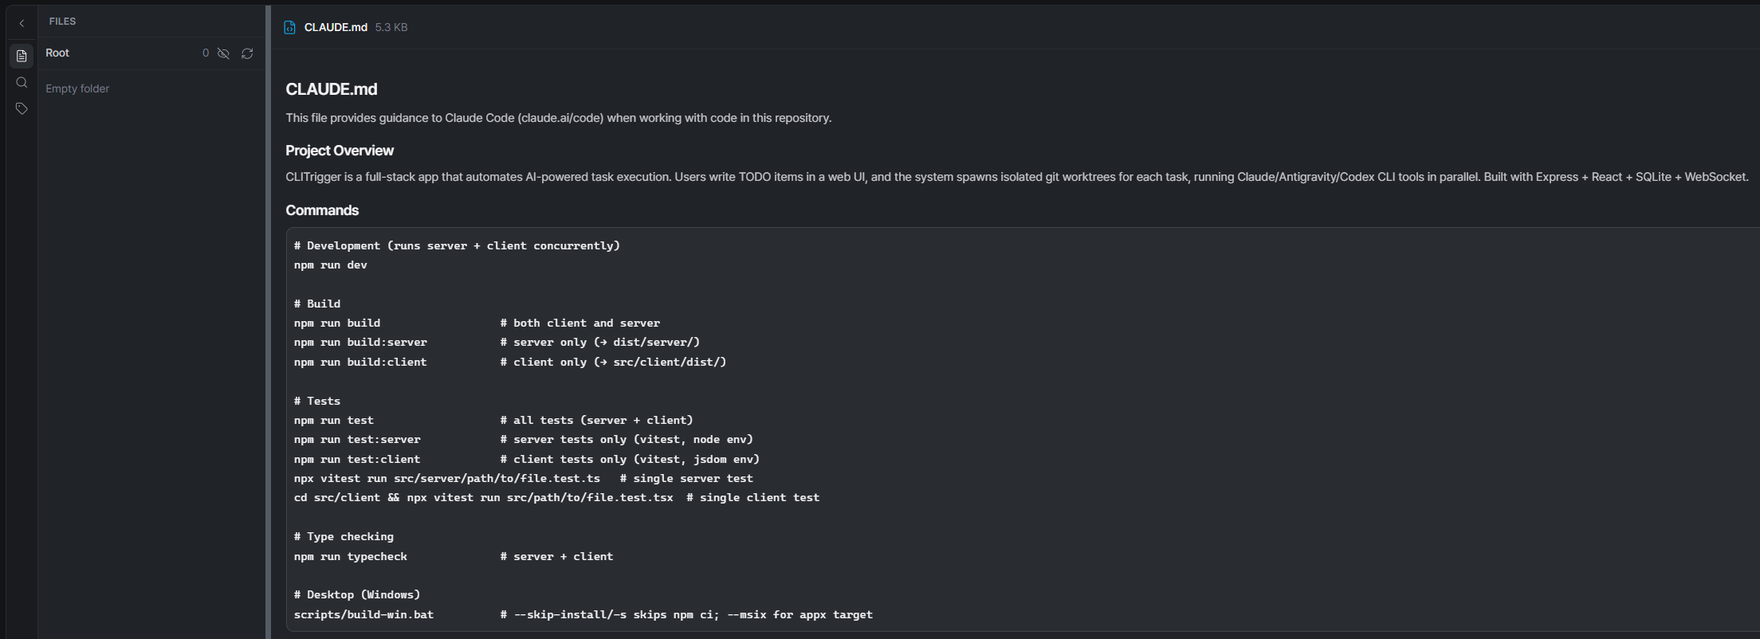 FILES
Root 0
Empty folder
CLAUDE.md 5.3 KB
CLAUDE.md
This file provides guidance to Claude Code (claude.ai/code) when working with code in this repository.
Project Overview
CLITrigger is a full-stack app that automates AI-powered task execution. Users write TODO items in a web UI, and the system spawns isolated git worktrees for each task, running Claude/Antigravity/Codex CLI tools in parallel. Built with Express + React + SQLite + WebSocket.
Commands
# Development (runs server + client concurrently)
npm run dev
# Build
npm run build # both client and server
npm run build:server # server only (→ dist/server/)
npm run build:client # client only (→ src/client/dist/)
# Tests
npm run test # all tests (server + client)
npm run test:server # server tests only (vitest, node env)
npm run test:client # client tests only (vitest, jsdom env)
npx vitest run src/server/path/to/file.test.ts # single server test
cd src/client && npx vitest run src/path/to/file.test.tsx # single client test
# Type checking
npm run typecheck # server + client
# Desktop (Windows)
scripts/build-win.bat # --skip-install/-s skips npm ci; --msix for appx target